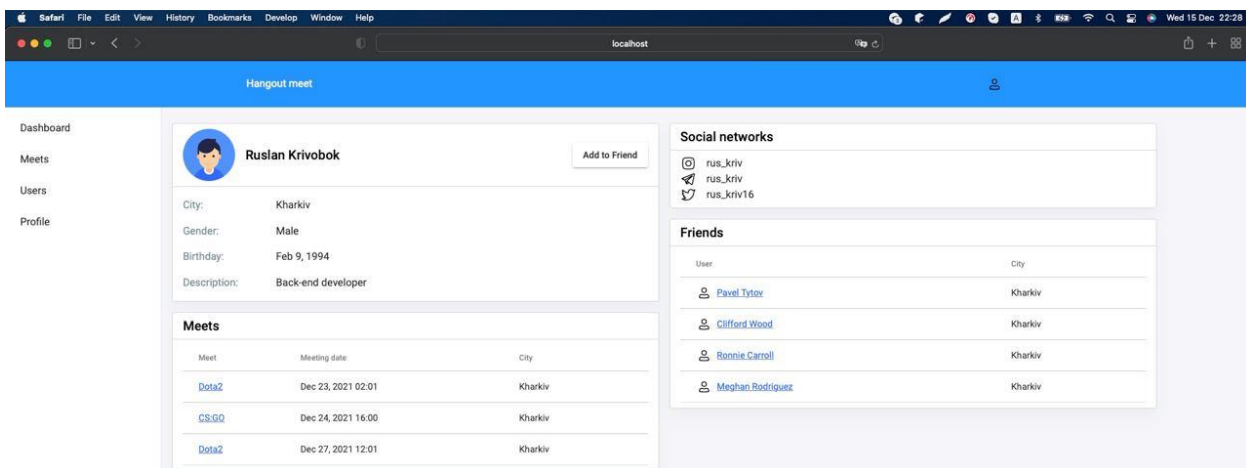 Safari File Edit View History Bookmarks Develop Window Help
Wed 15 Dec 22:28
localhost
Hangout meet
Dashboard
Meets
Users
Profile
Ruslan Krivobok
Add to Friend
City: Kharkiv
Gender: Male
Birthday: Feb 9, 1994
Description: Back-end developer
Meets
Meet Meeting date City
Dota2 Dec 23, 2021 02:01 Kharkiv
CS:GO Dec 24, 2021 16:00 Kharkiv
Dota2 Dec 27, 2021 12:01 Kharkiv
Social networks
rus_kriv
rus_kriv
rus_kriv16
Friends
User City
Pavel Tytov Kharkiv
Clifford Wood Kharkiv
Ronnie Carroll Kharkiv
Meghan Rodriguez Kharkiv